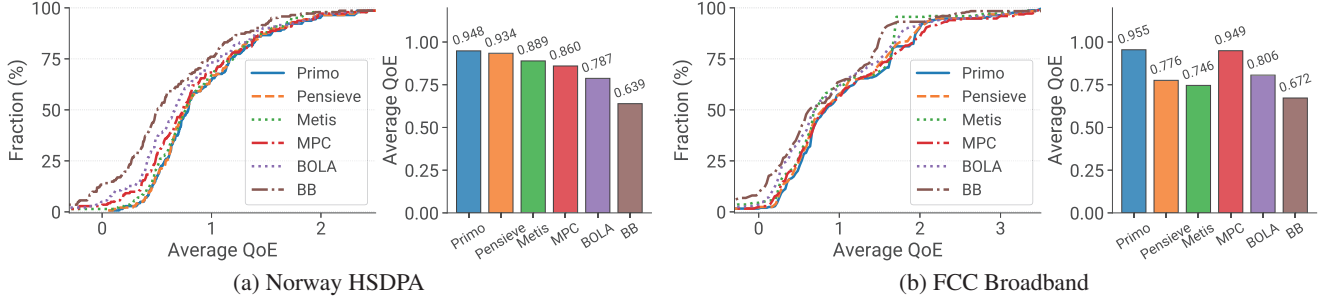 100
75
50
25
0
Fraction (%)
Primo
Pensieve
Metis
MPC
BOLA
BB
0 1 2
Average QoE
1.00
0.75
0.50
0.25
0.00
Average QoE
0.948
0.934
0.889
0.860
0.787
0.639
Primo
Pensieve
Metis
MPC
BOLA
BB
(a) Norway HSDPA
100
75
50
25
0
Fraction (%)
Primo
Pensieve
Metis
MPC
BOLA
BB
0 1 2 3
Average QoE
1.00
0.75
0.50
0.25
0.00
Average QoE
0.955
0.776
0.746
0.949
0.806
0.672
Primo
Pensieve
Metis
MPC
BOLA
BB
(b) FCC Broadband